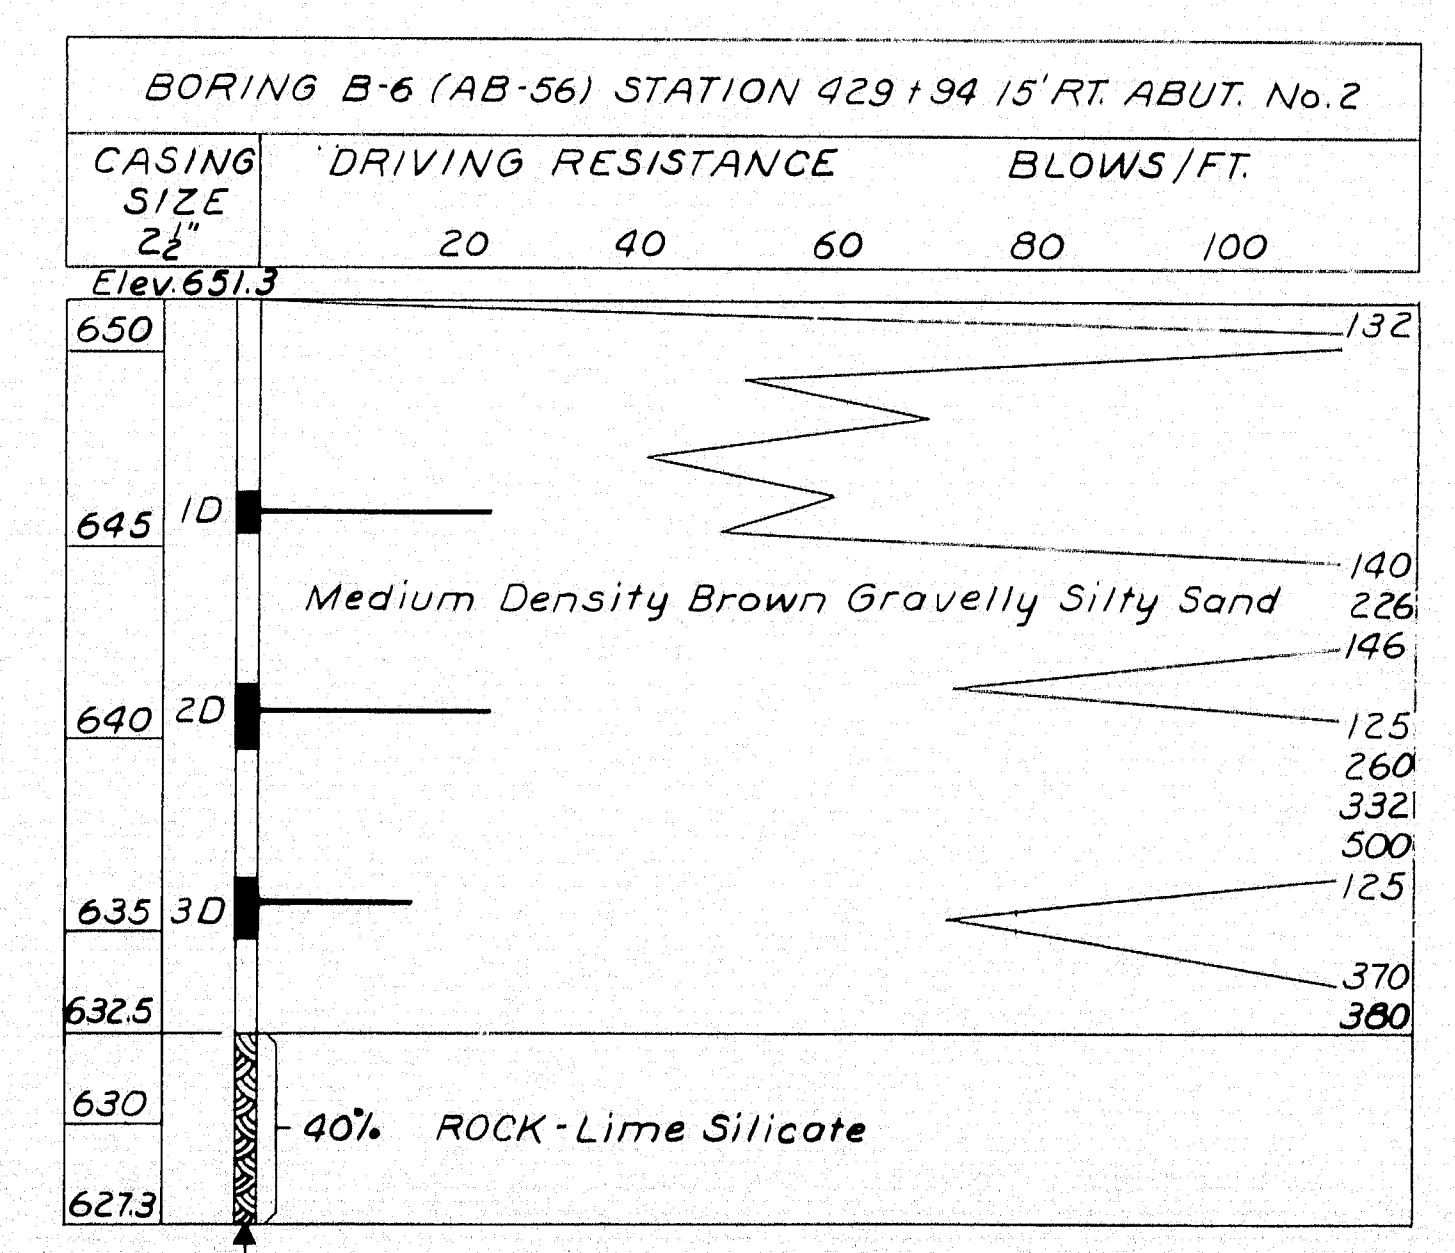 BORING B-6 (AB-56) STATION 429+94 15' RT. ABUT. No. 2
CASING SIZE 2½"
DRIVING RESISTANCE BLOWS/FT.
20 40 60 80 100
Elev. 651.3
650
132
1D
645
140
Medium Density Brown Gravelly Silty Sand
226
146
2D
640
125
260
332
500
125
3D
635
370
632.5
380
630
40% ROCK-Lime Silicate
627.3